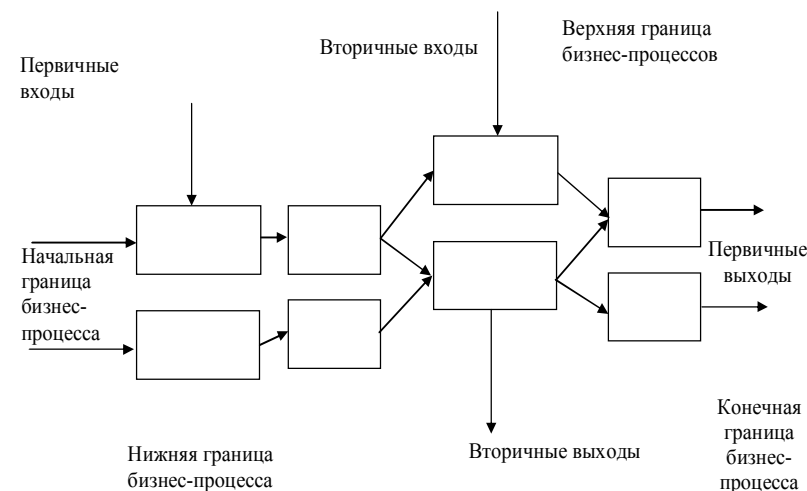 Верхняя граница
бизнес-процессов
Вторичные входы
Первичные
входы
Начальная
граница
бизнес-
процесса
Первичные
выходы
Конечная
граница
бизнес-
процесса
Нижняя граница
бизнес-процесса
Вторичные выходы